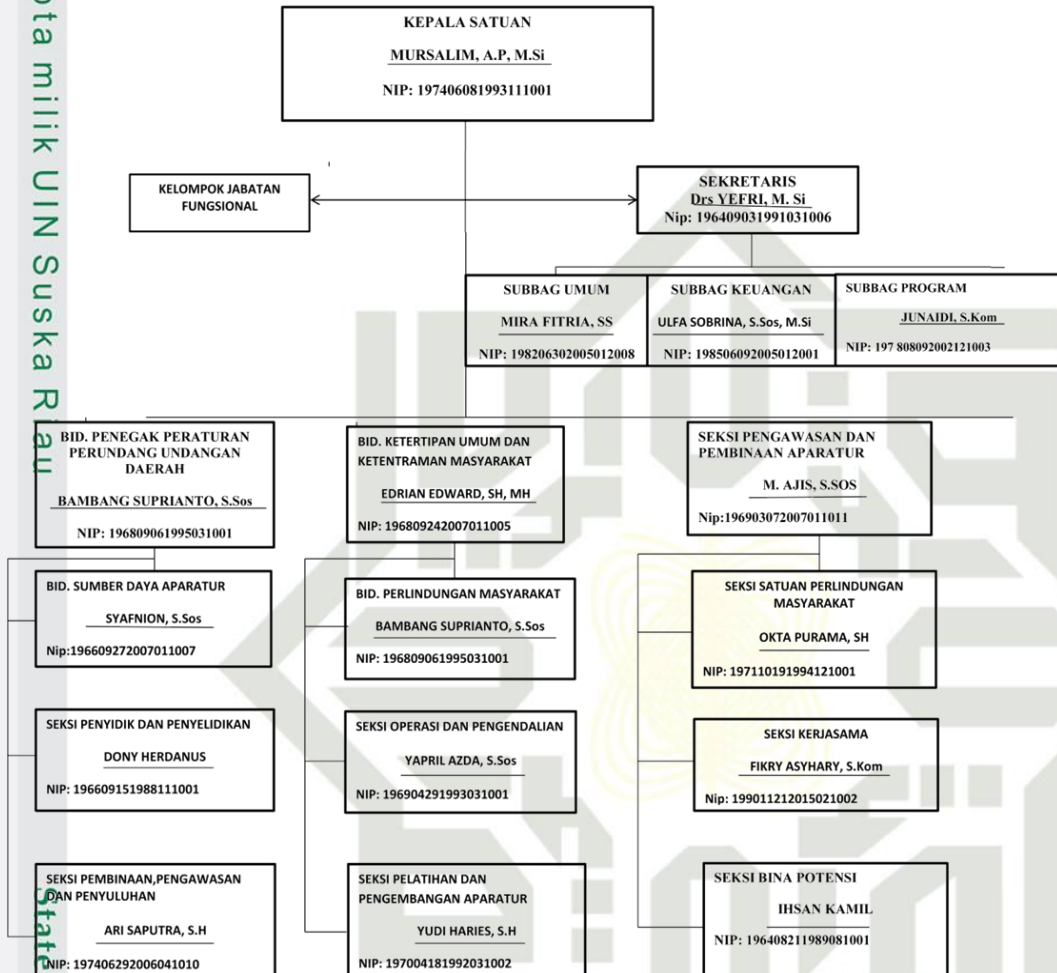 ota milik UIN Suska Riau
State
KEPALA SATUAN
MURSALIM, A.P, M.Si
NIP: 197406081993111001
KELOMPOK JABATAN
FUNGSIONAL
SEKRETARIS
Drs YEFRI, M. Si
Nip: 196409031991031006
SUBBAG UMUM
MIRA FITRIA, SS
NIP: 198206302005012008
SUBBAG KEUANGAN
ULFA SOBRINA, S.Sos, M.Si
NIP: 198506092005012001
SUBBAG PROGRAM
JUNAIDI, S.Kom
NIP: 197 808092002121003
BID. PENEGAK PERATURAN
PERUNDANG UNDANGAN
DAERAH
BAMBANG SUPRIANTO, S.Sos
NIP: 196809061995031001
BID. KETERTIPAN UMUM DAN
KETENTRAMAN MASYARAKAT
EDRIAN EDWARD, SH, MH
NIP: 196809242007011005
SEKSI PENGAWASAN DAN
PEMBINAAN APARATUR
M. AJIS, S.SOS
Nip:196903072007011011
BID. SUMBER DAYA APARATUR
SYAFNION, S.Sos
Nip:196609272007011007
BID. PERLINDUNGAN MASYARAKAT
BAMBANG SUPRIANTO, S.Sos
NIP: 196809061995031001
SEKSI SATUAN PERLINDUNGAN
MASYARAKAT
OKTA PURAMA, SH
NIP: 197110191994121001
SEKSI PENYIDIK DAN PENYELIDIKAN
DONY HERDANUS
NIP: 196609151988111001
SEKSI OPERASI DAN PENGENDALIAN
YAPRIL AZDA, S.Sos
NIP: 196904291993031001
SEKSI KERJASAMA
FIKRY ASYHARY, S.Kom
Nip: 199011212015021002
SEKSI PEMBINAAN,PENGAWASAN
DAN PENYULUHAN
ARI SAPUTRA, S.H
NIP: 197406292006041010
SEKSI PELATIHAN DAN
PENGEMBANGAN APARATUR
YUDI HARIES, S.H
NIP: 197004181992031002
SEKSI BINA POTENSI
IHSAN KAMIL
NIP: 196408211989081001